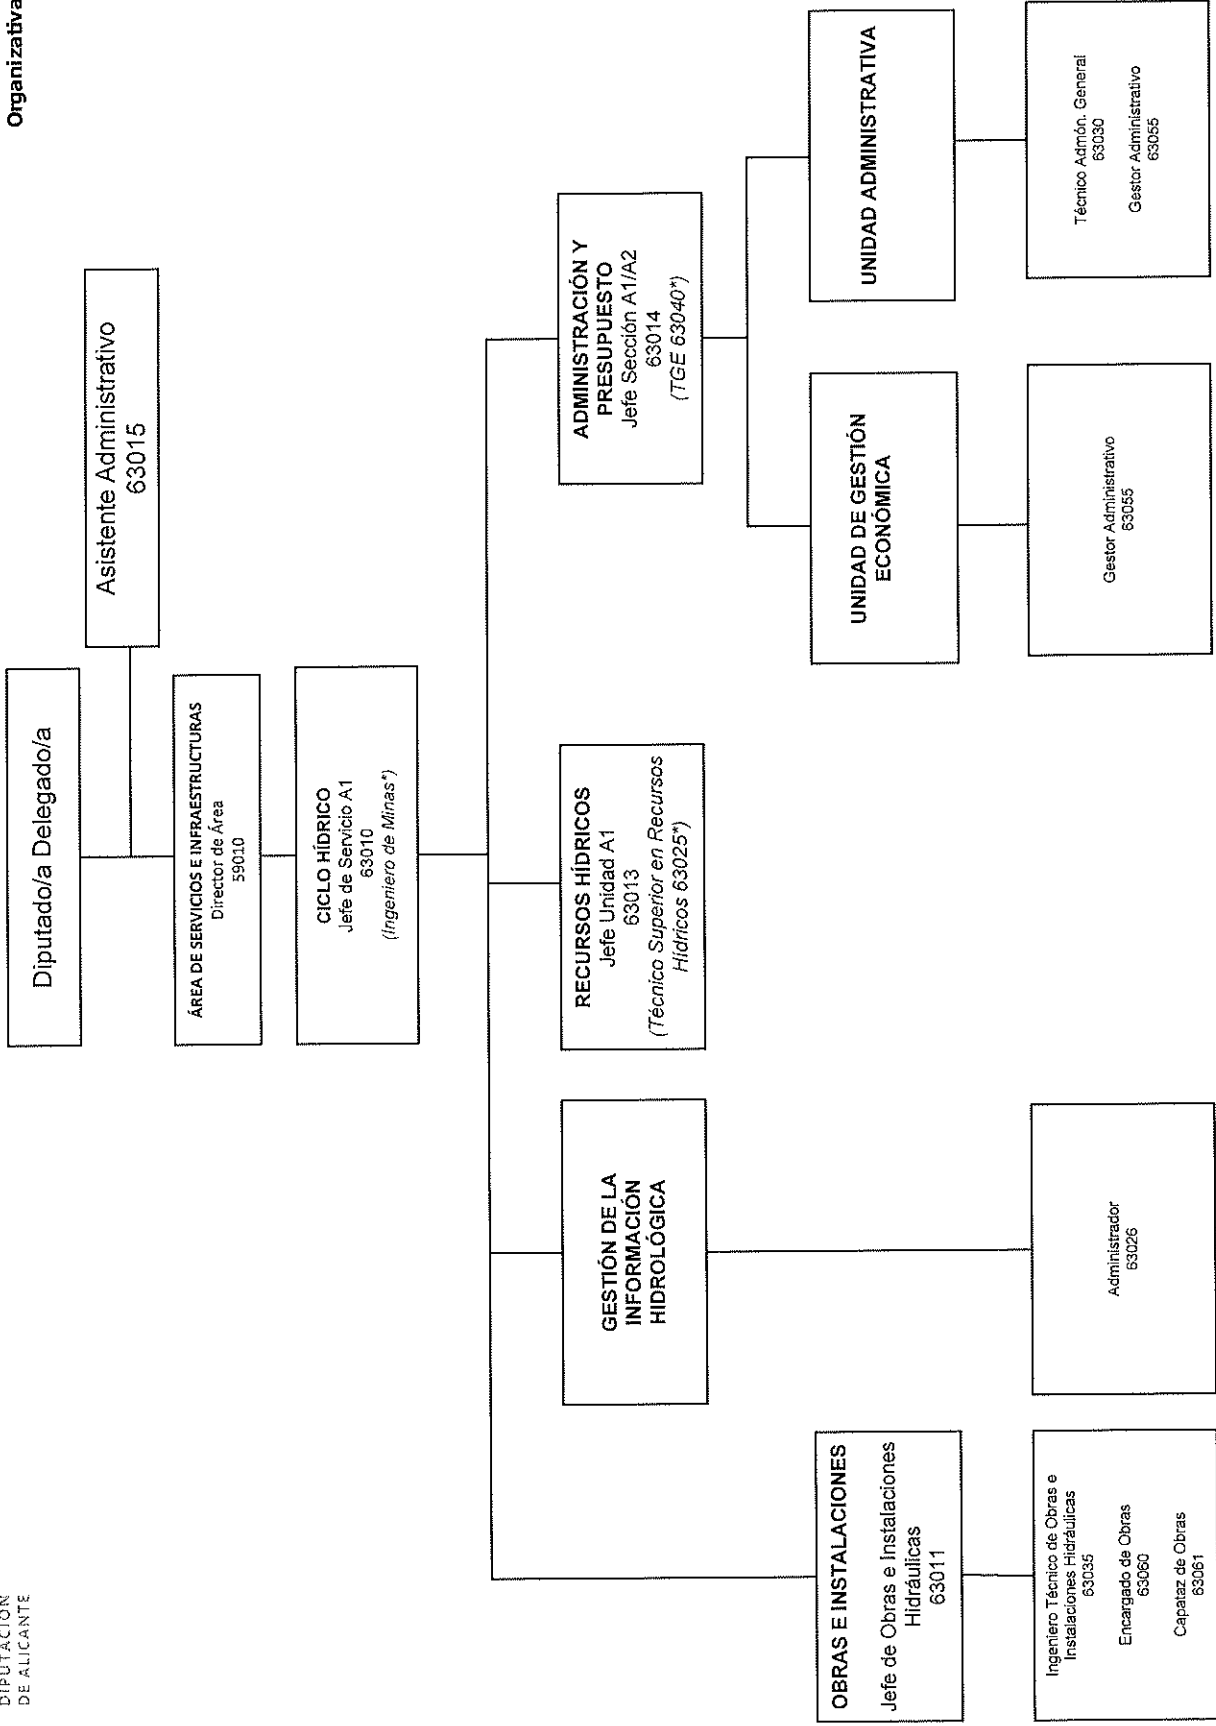 DIPUTACIÓN
DE ALICANTE
Organizativa
Diputado/a Delegado/a
Asistente Administrativo
63015
ÁREA DE SERVICIOS E INFRAESTRUCTURAS
Director de Área
59010
CICLO HÍDRICO
Jefe de Servicio A1
63010
(Ingeniero de Minas*)
OBRAS E INSTALACIONES
Jefe de Obras e Instalaciones
Hidráulicas
63011
Ingeniero Técnico de Obras e
Instalaciones Hidráulicas
63035
Encargado de Obras
63060
Capataz de Obras
63061
GESTIÓN DE LA
INFORMACIÓN
HIDROLÓGICA
Administrador
63026
RECURSOS HÍDRICOS
Jefe Unidad A1
63013
(Técnico Superior en Recursos
Hídricos 63025*)
ADMINISTRACIÓN Y
PRESUPUESTO
Jefe Sección A1/A2
63014
(TGE 63040*)
UNIDAD DE GESTIÓN
ECONÓMICA
Gestor Administrativo
63055
UNIDAD ADMINISTRATIVA
Técnico Admón. General
63030
Gestor Administrativo
63055